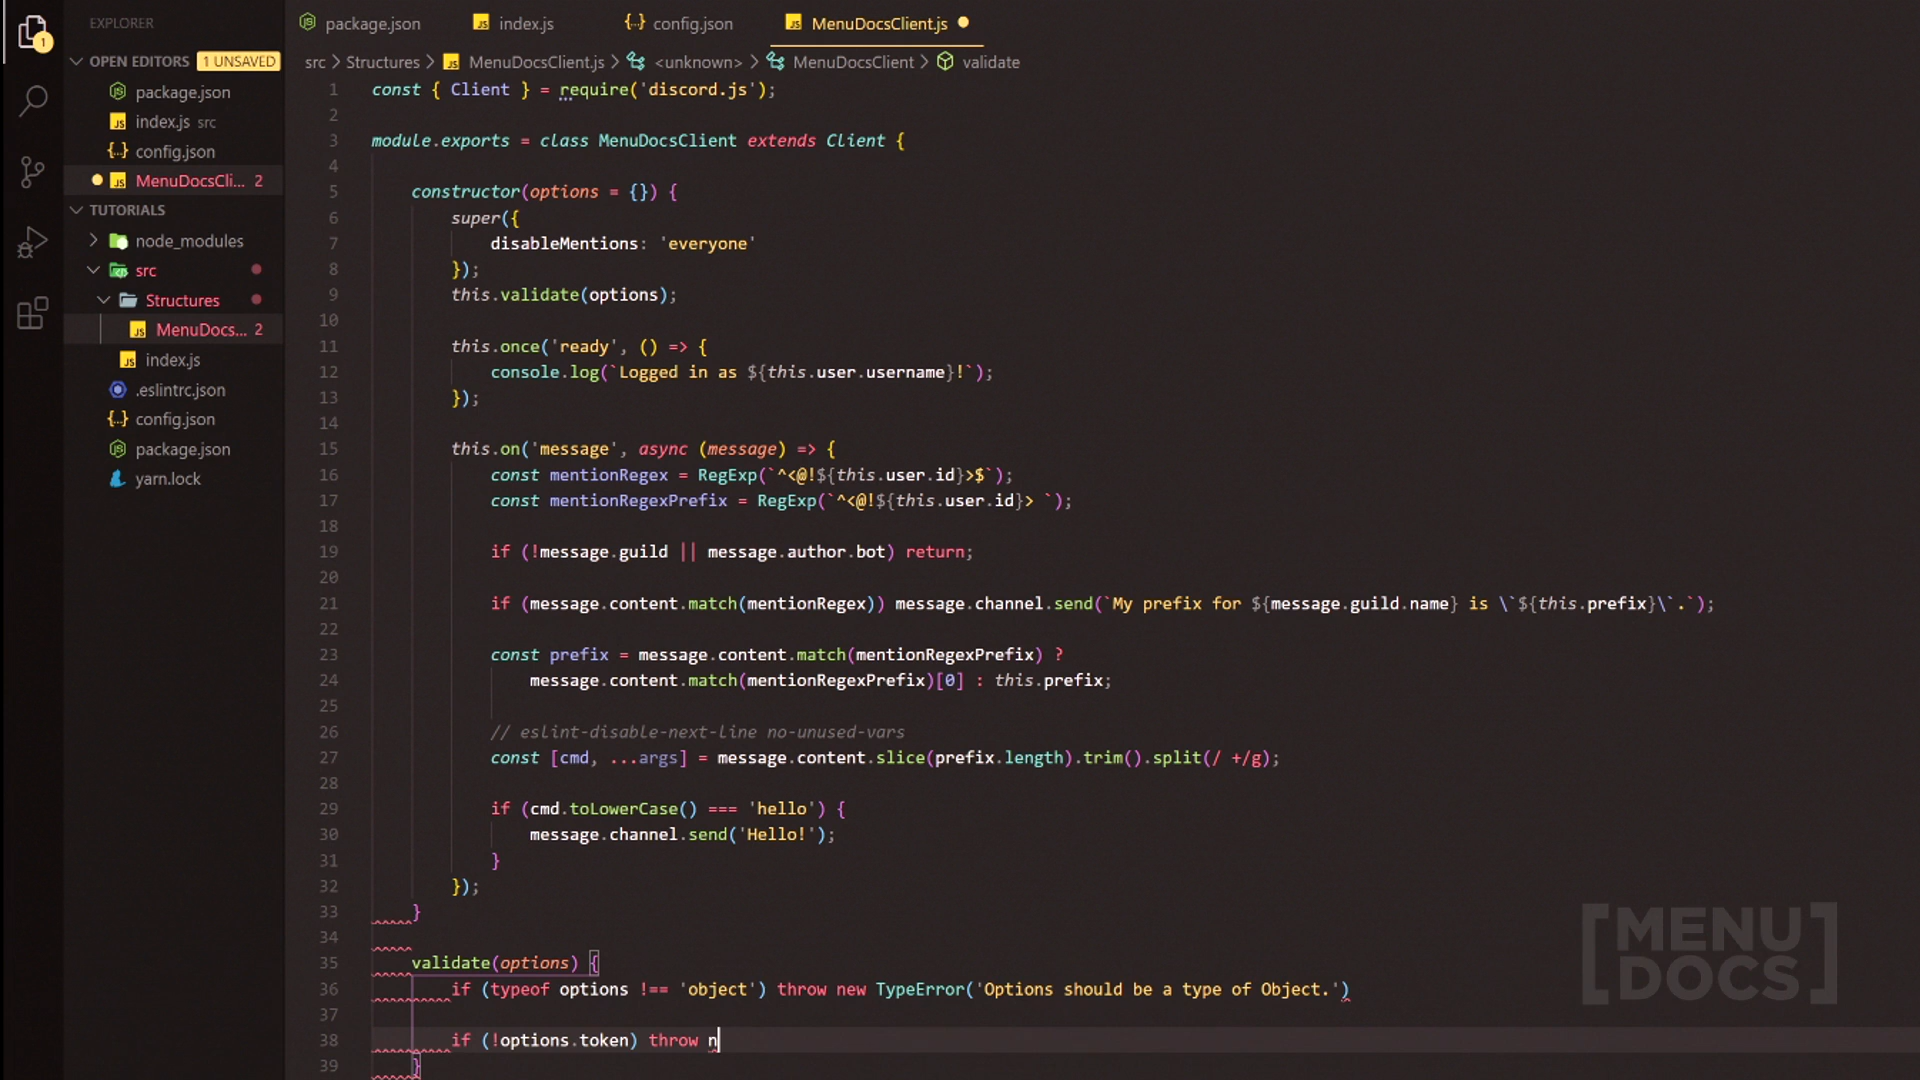 EXPLORER
OPEN EDITORS 1 UNSAVED
package.json
index.js src
config.json
MenuDocsCli... 2
TUTORIALS
node_modules
src
Structures
MenuDocs... 2
index.js
.eslintrc.json
config.json
package.json
yarn.lock
1
package.json index.js config.json MenuDocsClient.js
src > Structures > MenuDocsClient.js > <unknown> > MenuDocsClient > validate
1 const { Client } = require('discord.js');
2
3 module.exports = class MenuDocsClient extends Client {
4
5 constructor(options = {}) {
6 super({
7 disableMentions: 'everyone'
8 });
9 this.validate(options);
10
11 this.once('ready', () => {
12 console.log(`Logged in as ${this.user.username}!`);
13 });
14
15 this.on('message', async (message) => {
16 const mentionRegex = RegExp(`^<@!${this.user.id}>$`);
17 const mentionRegexPrefix = RegExp(`^<@!${this.user.id}> `);
18
19 if (!message.guild || message.author.bot) return;
20
21 if (message.content.match(mentionRegex)) message.channel.send(`My prefix for ${message.guild.name} is \`${this.prefix}\`.`);
22
23 const prefix = message.content.match(mentionRegexPrefix) ?
24 message.content.match(mentionRegexPrefix)[0] : this.prefix;
25
26 // eslint-disable-next-line no-unused-vars
27 const [cmd, ...args] = message.content.slice(prefix.length).trim().split(/ +/g);
28
29 if (cmd.toLowerCase() === 'hello') {
30 message.channel.send('Hello!');
31 }
32 });
33 }
34
35 validate(options) {
36 if (typeof options !== 'object') throw new TypeError('Options should be a type of Object.')
37
38 if (!options.token) throw n
39 }
[MENU
DOCS]